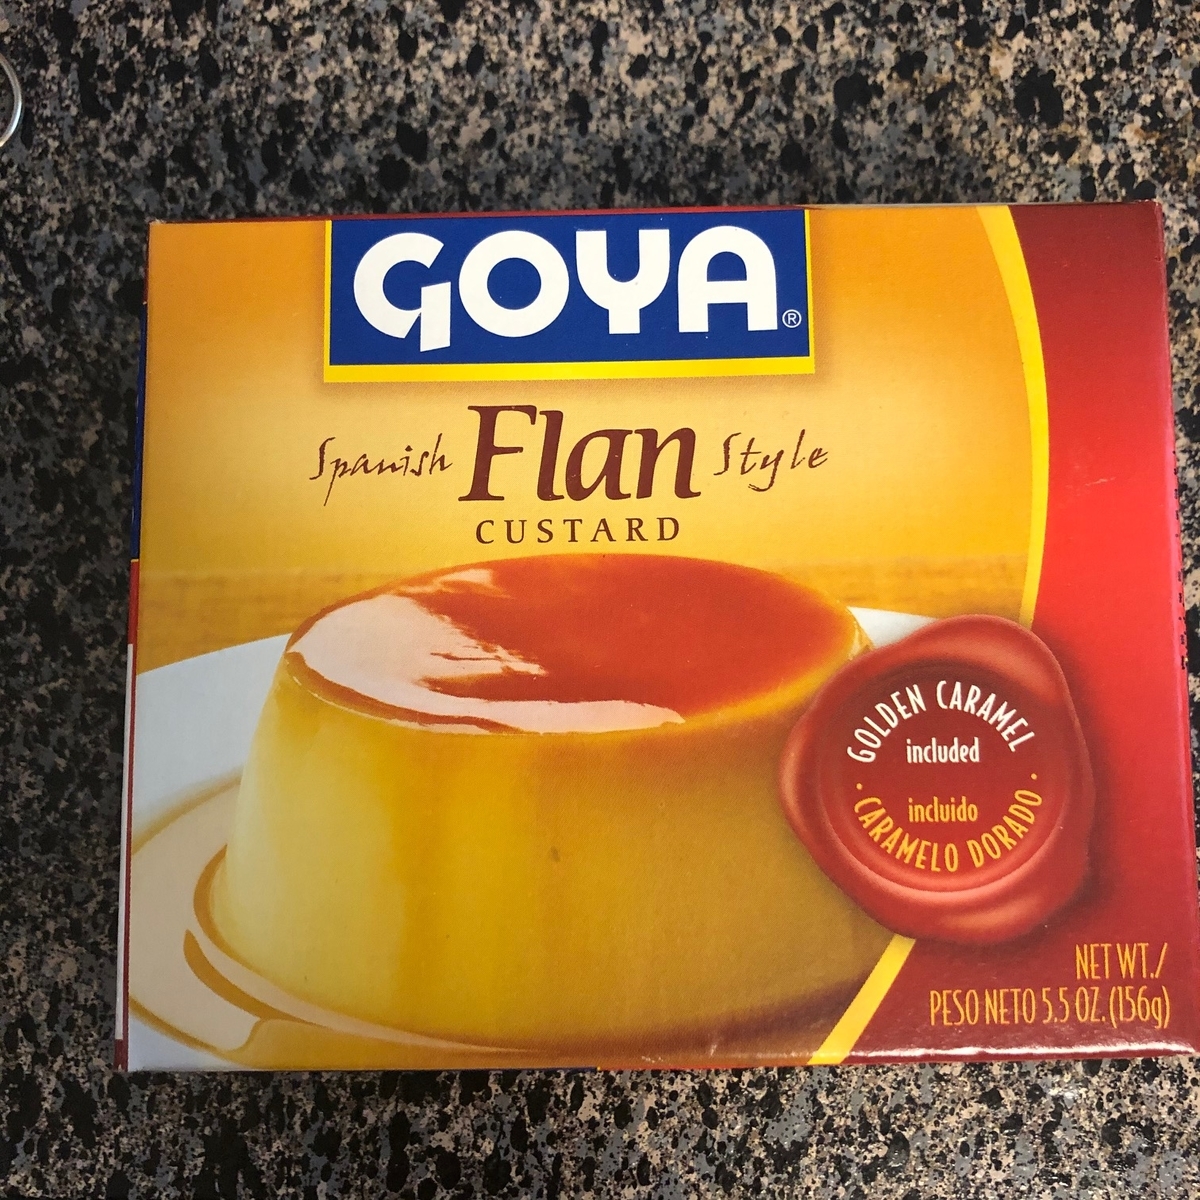 GOYA®
Spanish Flan Style
CUSTARD
GOLDEN CARAMEL
included
incluido
· CARAMELO DORADO ·
NET WT./
PESO NETO 5.5 OZ. (156g)